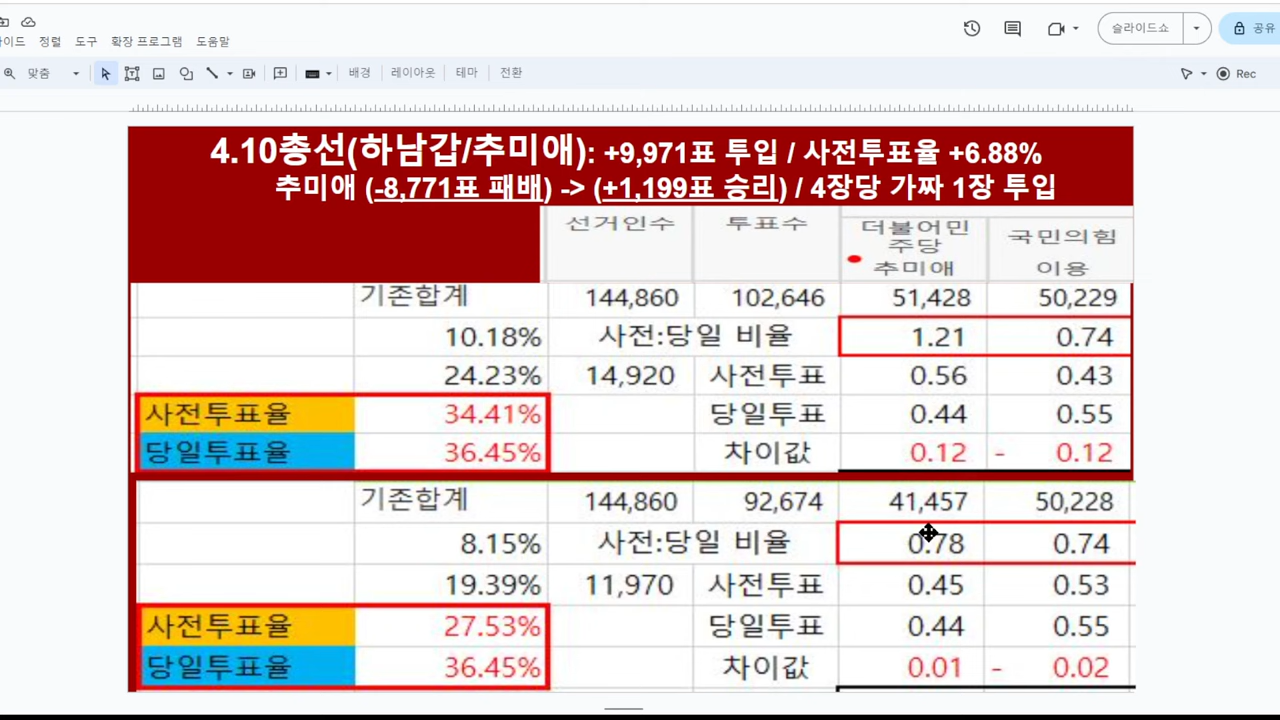 이드 정렬 도구 확장 프로그램 도움말
슬라이드쇼 공유
맞춤 배경 레이아웃 테마 전환 Rec
4.10총선(하남갑/추미애): +9,971표 투입 / 사전투표율 +6.88%
추미애 (-8,771표 패배) -> (+1,199표 승리) / 4장당 가짜 1장 투입
선거인수 투표수 더불어민주당 추미애 국민의힘 이용
기존합계 144,860 102,646 51,428 50,229
10.18% 사전:당일 비율 1.21 0.74
24.23% 14,920 사전투표 0.56 0.43
사전투표율 34.41% 당일투표 0.44 0.55
당일투표율 36.45% 차이값 0.12 - 0.12
기존합계 144,860 92,674 41,457 50,228
8.15% 사전:당일 비율 0.78 0.74
19.39% 11,970 사전투표 0.45 0.53
사전투표율 27.53% 당일투표 0.44 0.55
당일투표율 36.45% 차이값 0.01 - 0.02